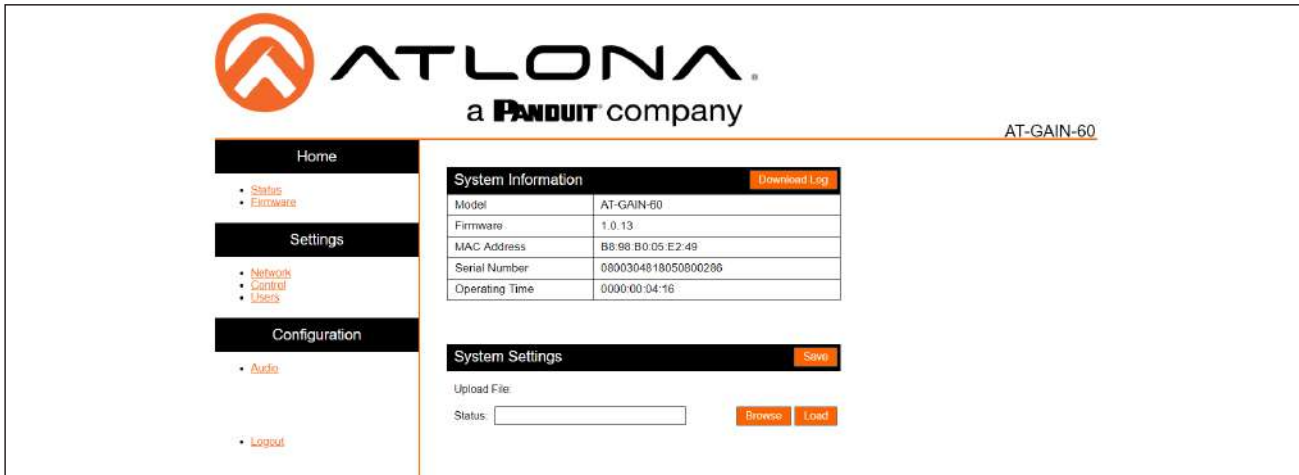 ATLONA®
a PANDUIT® company
AT-GAIN-60
Home
• Status
• Firmware
Settings
• Network
• Control
• Users
Configuration
• Audio
• Logout
System Information
Download Log
Model AT-GAIN-60
Firmware 1.0.13
MAC Address B8:98:B0:05:E2:49
Serial Number 0800304818050800286
Operating Time 0000:00:04:16
System Settings
Save
Upload File:
Status:
Browse Load